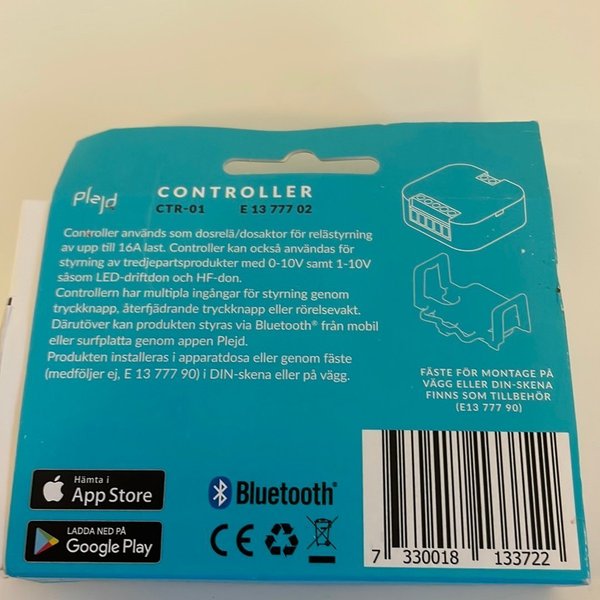 Plejd
CONTROLLER
CTR-01 E 13 777 02
Controller används som dosrelä/dosaktor för relästyrning
av upp till 16A last. Controller kan också användas för
styrning av tredjepartsprodukter med 0-10V samt 1-10V
såsom LED-driftdon och HF-don.
Controllern har multipla ingångar för styrning genom
tryckknapp, återfjädrande tryckknapp eller rörelsevakt.
Därutöver kan produkten styras via Bluetooth® från mobil
eller surfplatta genom appen Plejd.
Produkten installeras i apparatdosa eller genom fäste
(medföljer ej, E 13 777 90) i DIN-skena eller på vägg.
FÄSTE FÖR MONTAGE PÅ
VÄGG ELLER DIN-SKENA
FINNS SOM TILLBEHÖR
(E13 777 90)
Hämta i
App Store
Bluetooth®
LADDA NED PÅ
Google Play
CE
7 330018 133722